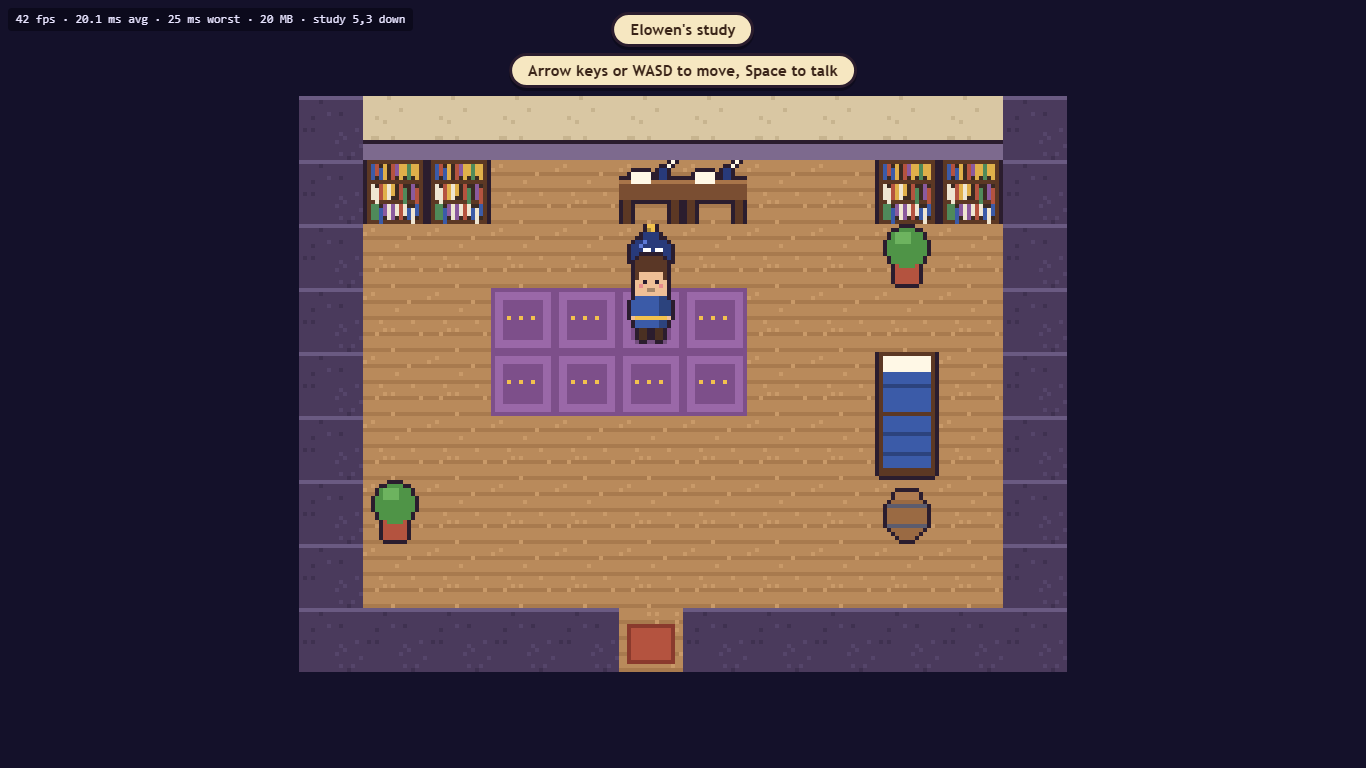 42 fps · 20.1 ms avg · 25 ms worst · 20 MB · study 5,3 down
Elowen's study
Arrow keys or WASD to move, Space to talk